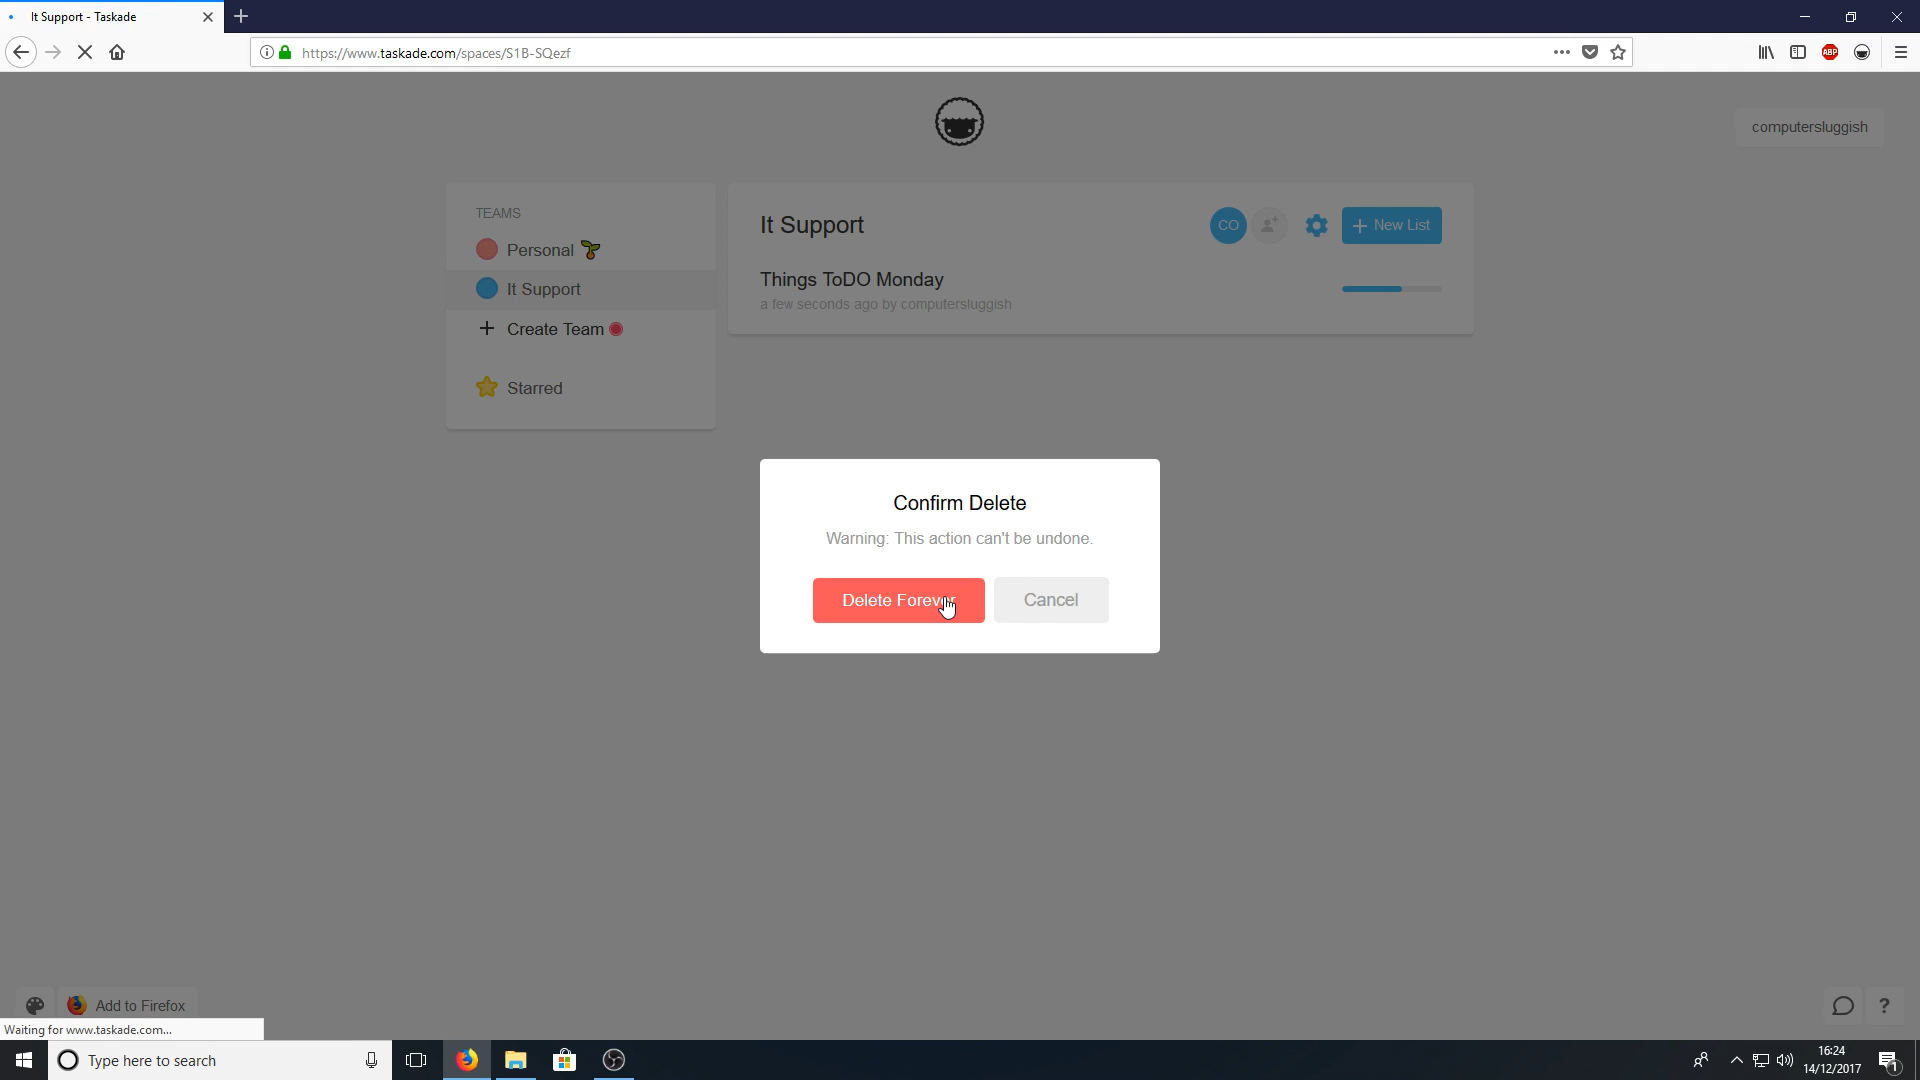 It Support - Taskade
https://www.taskade.com/spaces/S1B-SQezf
ABP
computersluggish
TEAMS
Personal
It Support
Create Team
Starred
It Support
CO
New List
Things ToDO Monday
a few seconds ago by computersluggish
Confirm Delete
Warning: This action can't be undone.
Delete Forever
Cancel
Add to Firefox
?
Waiting for www.taskade.com...
Type here to search
16:24
14/12/2017
1